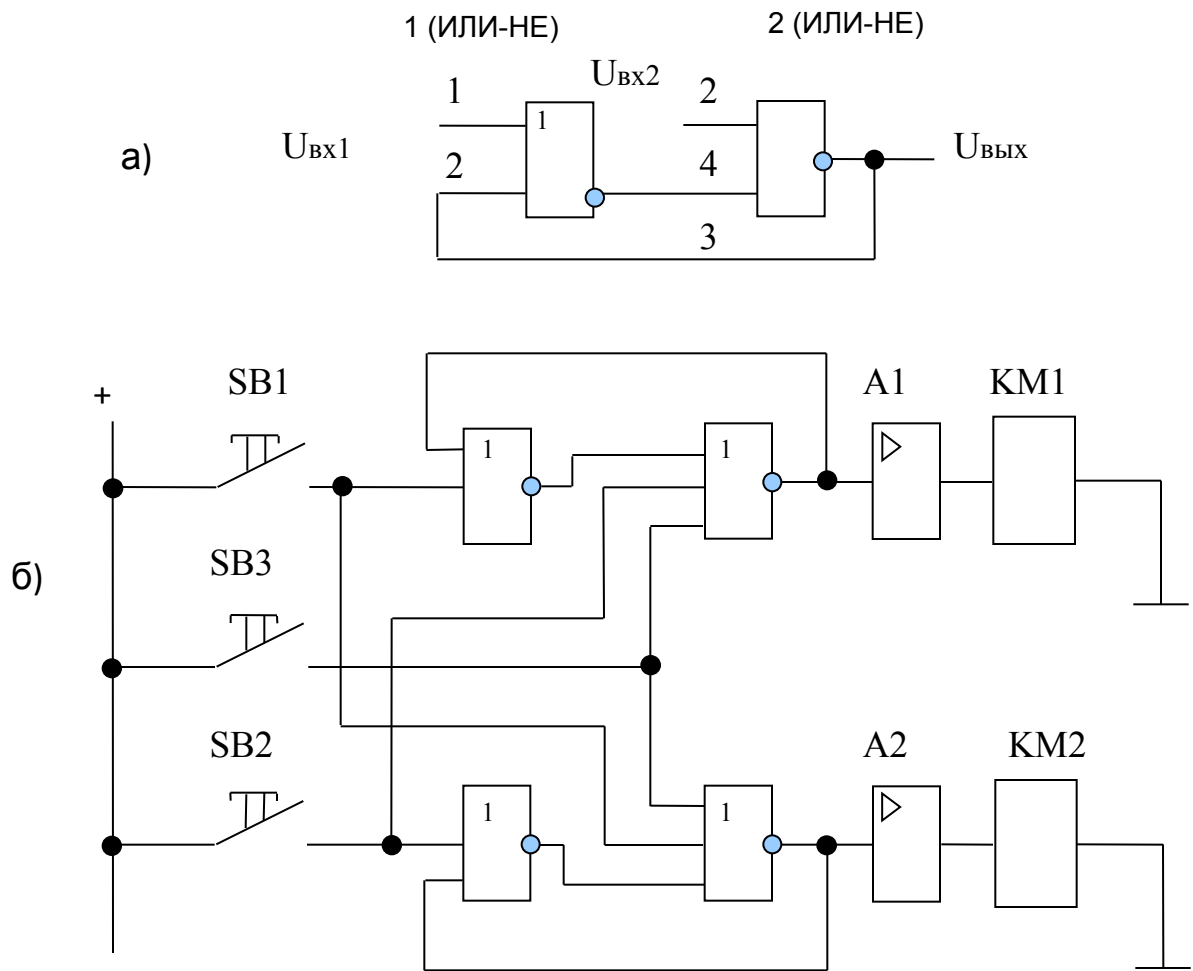 1 (ИЛИ-НЕ)
2 (ИЛИ-НЕ)
Uвх2
1
2
1
а)
Uвх1
Uвых
2
4
3
SB1
A1
KM1
+
1
1
б)
SB3
SB2
A2
KM2
1
1